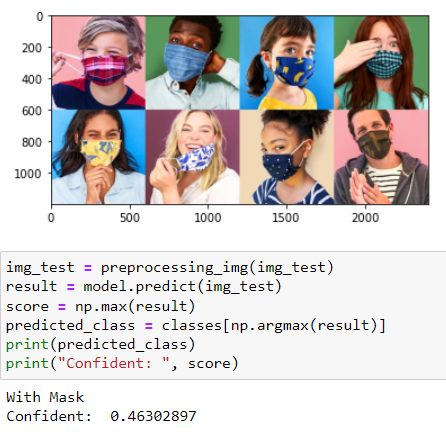 0
200
400
600
800
1000
0 500 1000 1500 2000
img_test = preprocessing_img(img_test)
result = model.predict(img_test)
score = np.max(result)
predicted_class = classes[np.argmax(result)]
print(predicted_class)
print("Confident: ", score)
With Mask
Confident:  0.46302897